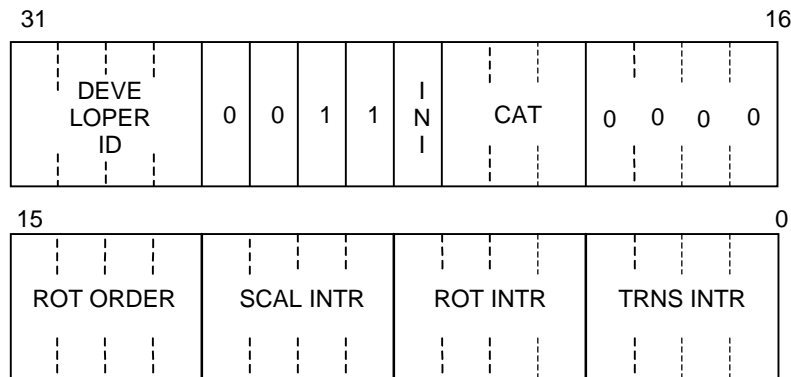 31 16
DEVE
LOPER
ID
0 0 1 1
I
N
I
CAT
0 0 0 0
15 0
ROT ORDER SCAL INTR ROT INTR TRNS INTR